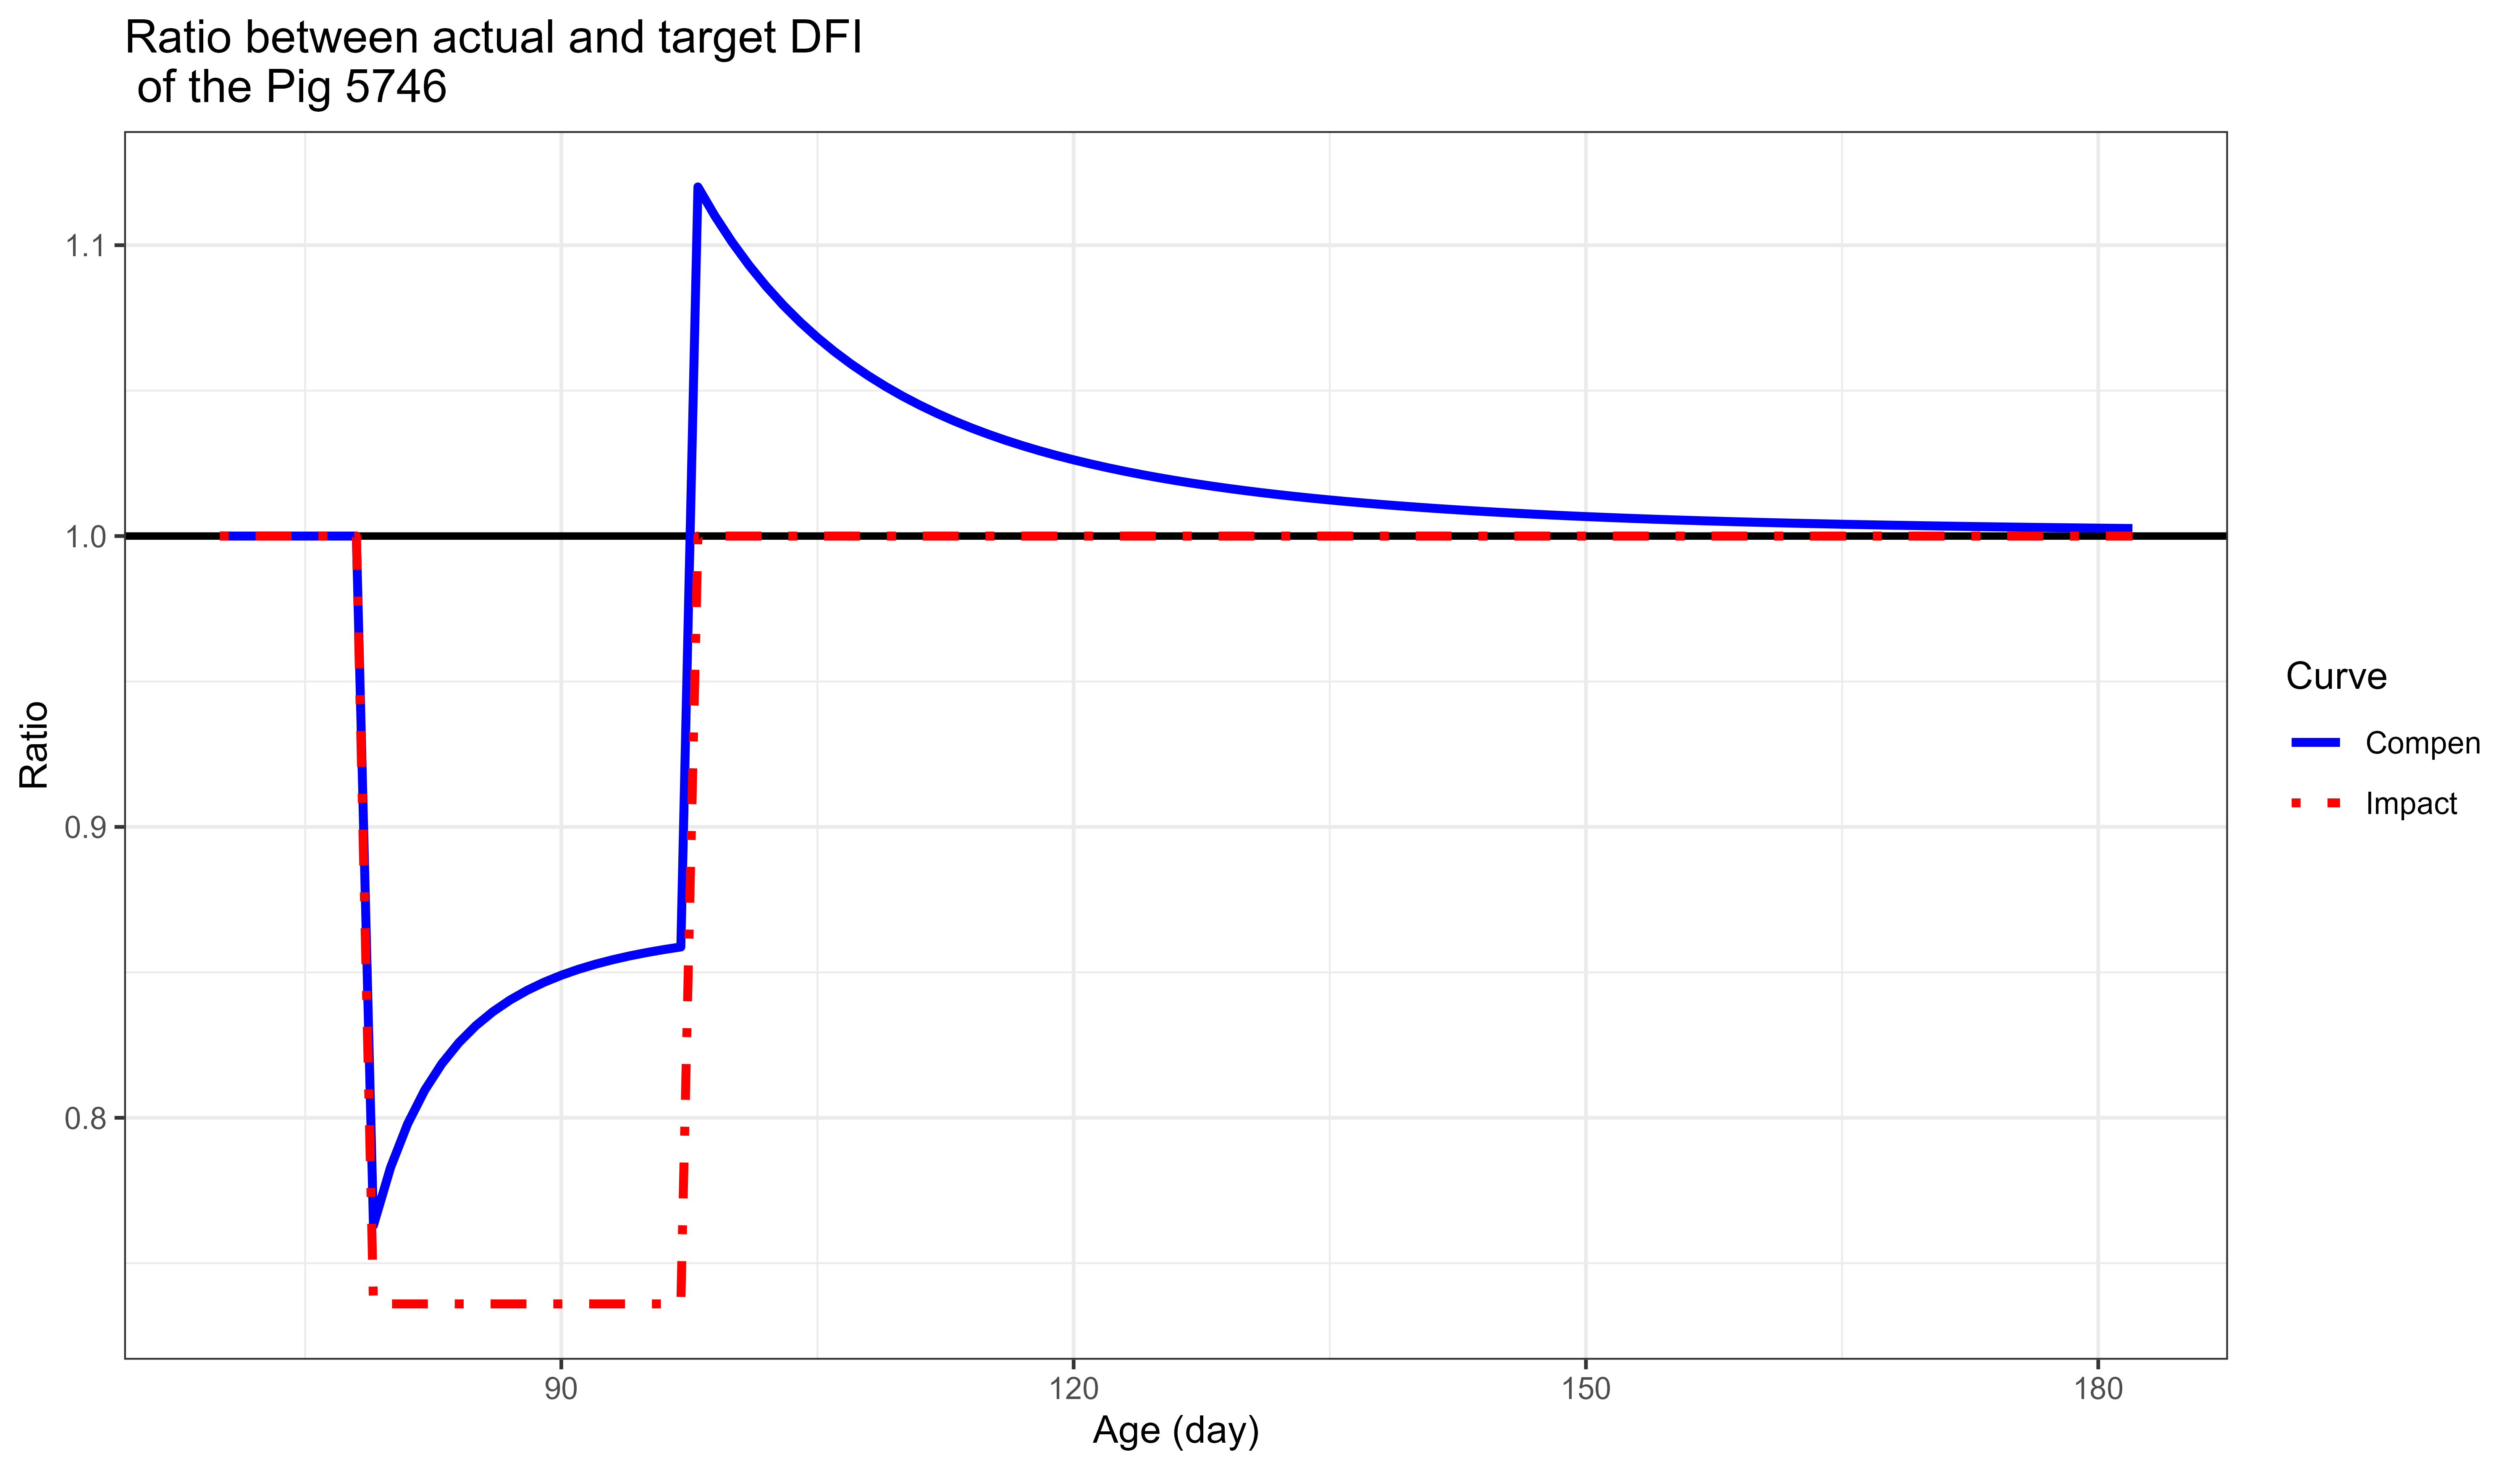 Ratio between actual and target DFI
of the Pig 5746
1.1
1.0
0.9
0.8
Ratio
90
120
150
180
Age (day)
Curve
Compen
Impact